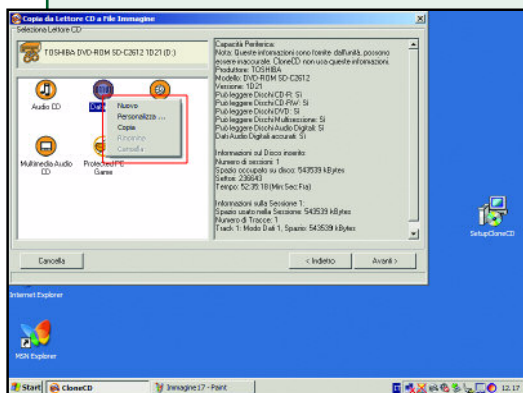 Copia da Lettore CD a File Immagine
Seleziona Lettore CD
TOSHIBA DVD-ROM SD-C2612 1D21 (D:)
Audio CD
Multimedia Audio
CD
Protected PC
Game
Nuovo
Personalizza ...
Copia
Rinomina
Cancella
Capacità Periferica:
Nota: Queste informazioni sono fornite dall'unità, possono
essere inaccurate. CloneCD non usa queste informazioni.
Produttore: TOSHIBA
Modello: DVD-ROM SD-C2612
Versione: 1D21
Può leggere Dischi CD-R: Sì
Può leggere Dischi CD-RW: Sì
Può leggere Dischi DVD: Sì
Può leggere Dischi Multisessione: Sì
Può leggere Dischi Audio Digitali: Sì
Dati Audio Digitali accurati: Sì
Informazioni sul Disco inserito:
Numero di sessioni: 1
Spazio occupato su disco: 543539 kBytes
Settori: 236643
Tempo: 52:35:18 (Min:Sec:Fra)
Informazioni sulla Sessione 1:
Spazio usato nella Sessione: 543539 kBytes
Numero di Tracce: 1
Track 1: Modo Dati 1, Spazio: 543539 kBytes
Cancella
< Indietro
Avanti >
SetupCloneCD
Internet Explorer
MSN Explorer
Start
CloneCD
Immagine17 - Paint
12.17